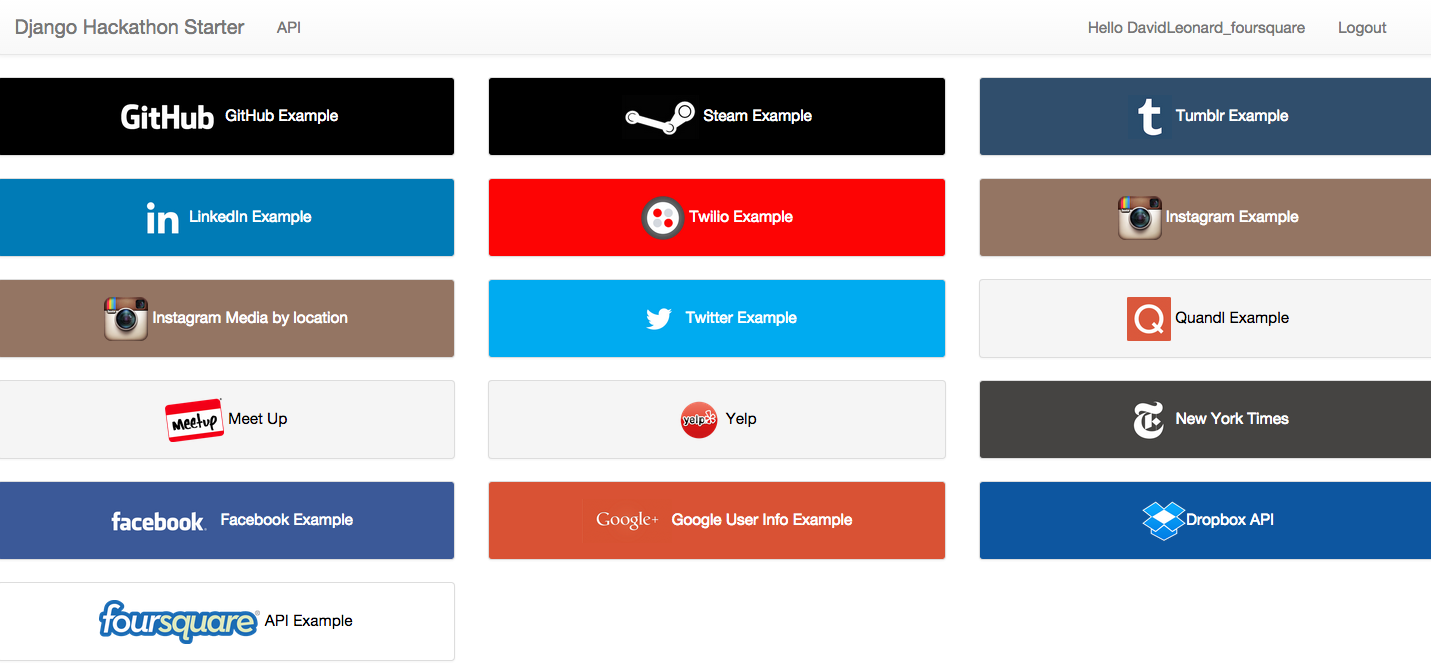 Django Hackathon Starter API Hello DavidLeonard_foursquare Logout
GitHub GitHub Example
Steam Example
t Tumblr Example
in LinkedIn Example
Twilio Example
Instagram Example
Instagram Media by location
Twitter Example
Q Quandl Example
Meetup Meet Up
yelp Yelp
T New York Times
facebook. Facebook Example
Google+ Google User Info Example
Dropbox API
foursquare® API Example